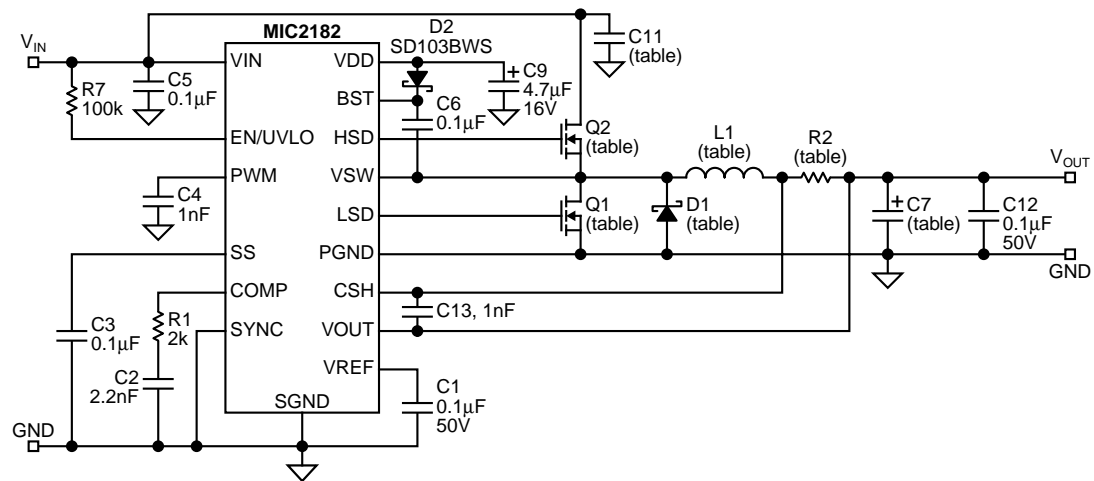 MIC2182
D2
SD103BWS
C11
(table)
VIN
VIN
VDD
C9
4.7µF
16V
R7
100k
C5
0.1µF
BST
C6
0.1µF
EN/UVLO
HSD
Q2
(table)
L1
(table)
R2
(table)
VOUT
C4
1nF
PWM
VSW
LSD
Q1
(table)
D1
(table)
C7
(table)
C12
0.1µF
50V
SS
PGND
GND
COMP
CSH
C13, 1nF
C3
0.1µF
R1
2k
SYNC
VOUT
C2
2.2nF
VREF
C1
0.1µF
50V
SGND
GND